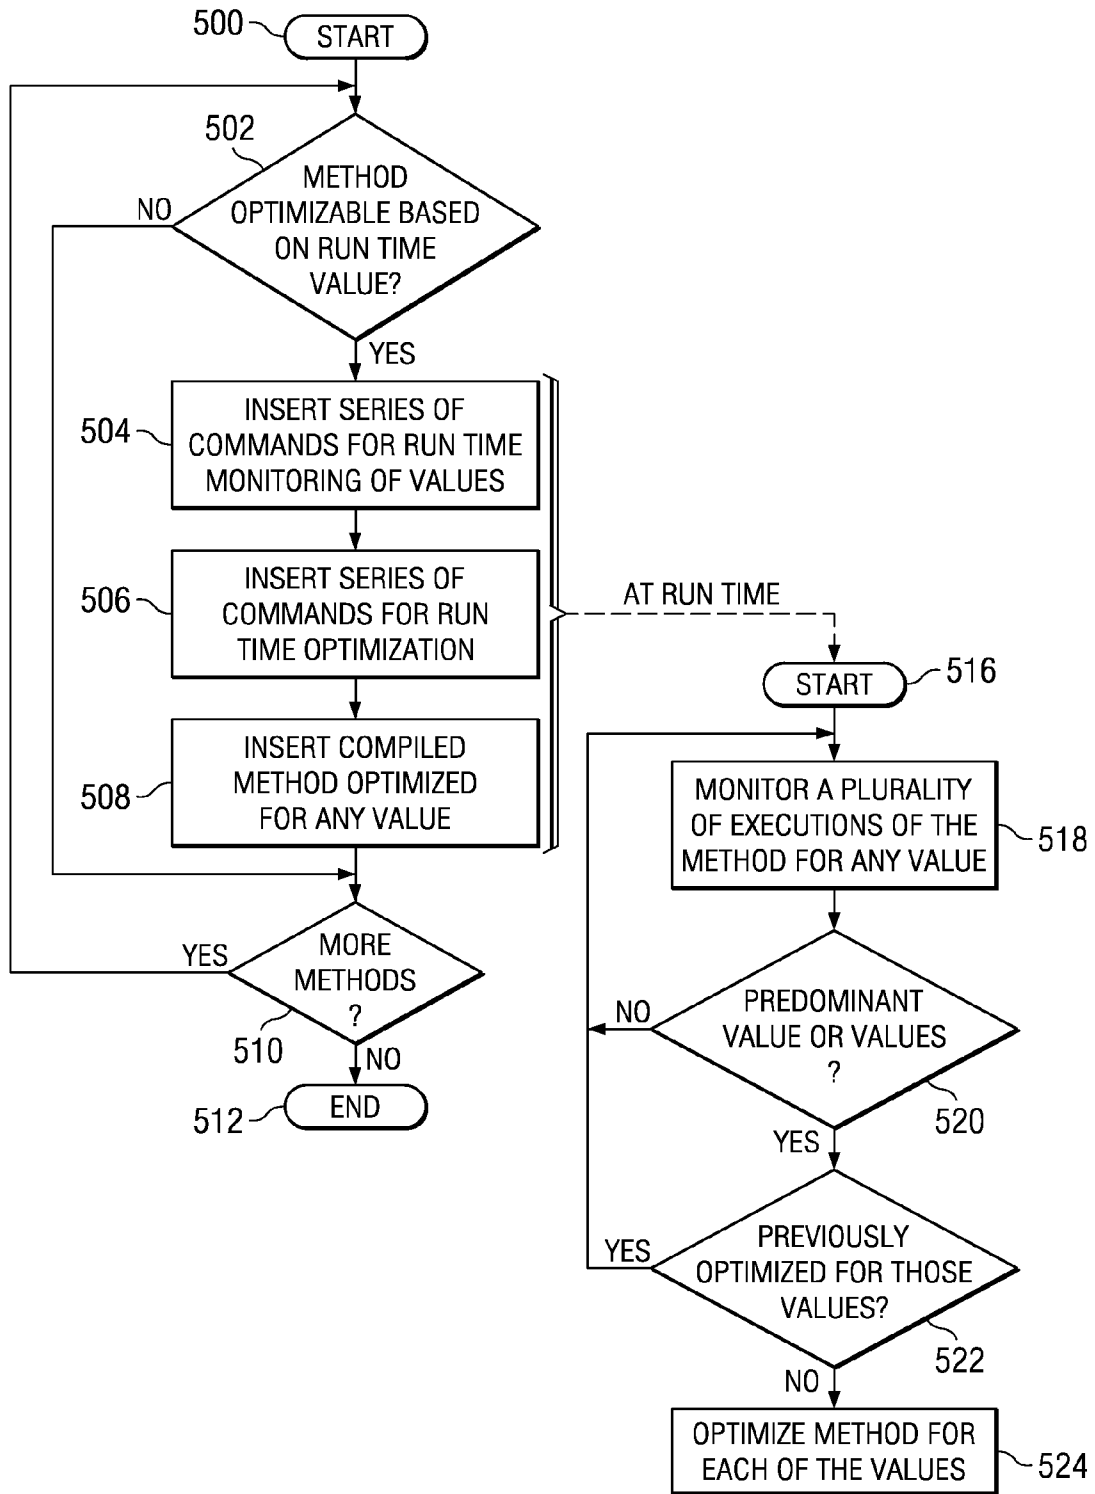 500
START
502
METHOD
OPTIMIZABLE BASED
ON RUN TIME
VALUE?
NO
YES
504
INSERT SERIES OF
COMMANDS FOR RUN TIME
MONITORING OF VALUES
506
INSERT SERIES OF
COMMANDS FOR RUN
TIME OPTIMIZATION
508
INSERT COMPILED
METHOD OPTIMIZED
FOR ANY VALUE
YES
MORE
METHODS
?
510
NO
512
END
AT RUN TIME
START
516
MONITOR A PLURALITY
OF EXECUTIONS OF THE
METHOD FOR ANY VALUE
518
NO
PREDOMINANT
VALUE OR VALUES
?
520
YES
YES
PREVIOUSLY
OPTIMIZED FOR THOSE
VALUES?
522
NO
OPTIMIZE METHOD FOR
EACH OF THE VALUES
524